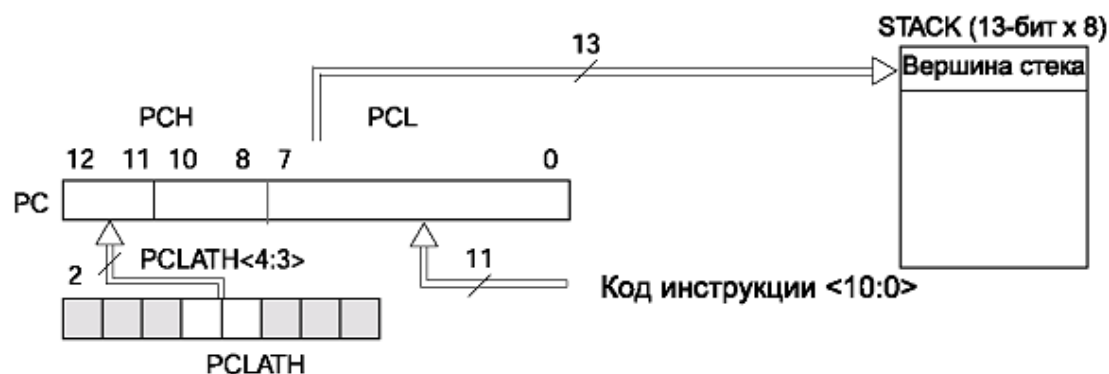 STACK (13-бит x 8)
13
Вершина стека
PCH PCL
12 11 10 8 7 0
PC
2 PCLATH<4:3> 11
Код инструкции <10:0>
PCLATH